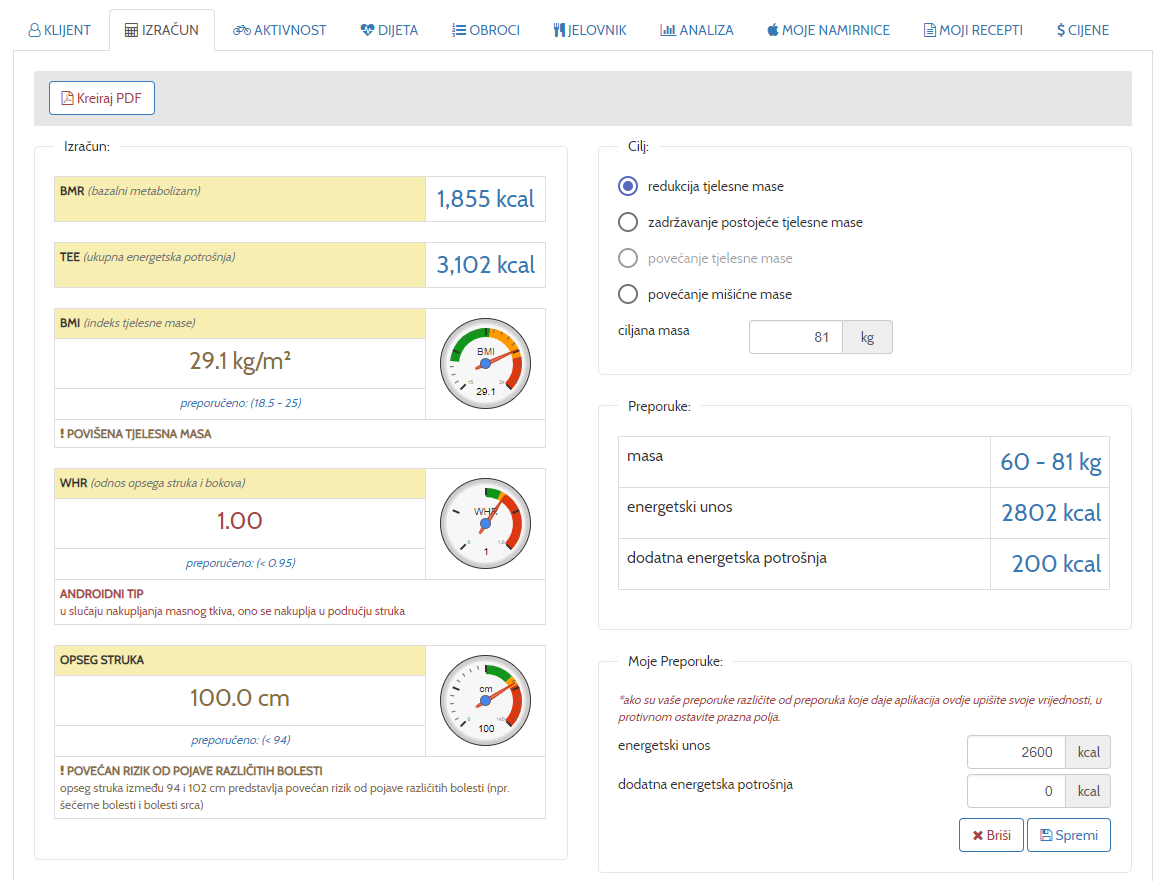 KLIJENT
IZRAČUN
AKTIVNOST
DIJETA
OBROCI
JELOVNIK
ANALIZA
MOJE NAMIRNICE
MOJI RECEPTI
$ CIJENE
Kreiraj PDF
Izračun:
BMR (bazalni metabolizam)
1,855 kcal
TEE (ukupna energetska potrošnja)
3,102 kcal
BMI (indeks tjelesne mase)
29.1 kg/m²
preporučeno: (18.5 - 25)
BMI
15
34
29.1
! POVIŠENA TJELESNA MASA
WHR (odnos opsega struka i bokova)
1.00
preporučeno: (< 0.95)
WHR
0
1.6
1
ANDROIDNI TIP
u slučaju nakupljanja masnog tkiva, ono se nakuplja u području struka
OPSEG STRUKA
100.0 cm
preporučeno: (< 94)
cm
0
140
100
! POVEĆAN RIZIK OD POJAVE RAZLIČITIH BOLESTI
opseg struka između 94 i 102 cm predstavlja povećan rizik od pojave različitih bolesti (npr.
šećerne bolesti i bolesti srca)
Cilj:
redukcija tjelesne mase
zadržavanje postojeće tjelesne mase
povećanje tjelesne mase
povećanje mišićne mase
ciljana masa
81 kg
Preporuke:
masa
60 - 81 kg
energetski unos
2802 kcal
dodatna energetska potrošnja
200 kcal
Moje Preporuke:
*ako su vaše preporuke različite od preporuka koje daje aplikacija ovdje upišite svoje vrijednosti, u
protivnom ostavite prazna polja.
energetski unos
2600 kcal
dodatna energetska potrošnja
0 kcal
Briši
Spremi